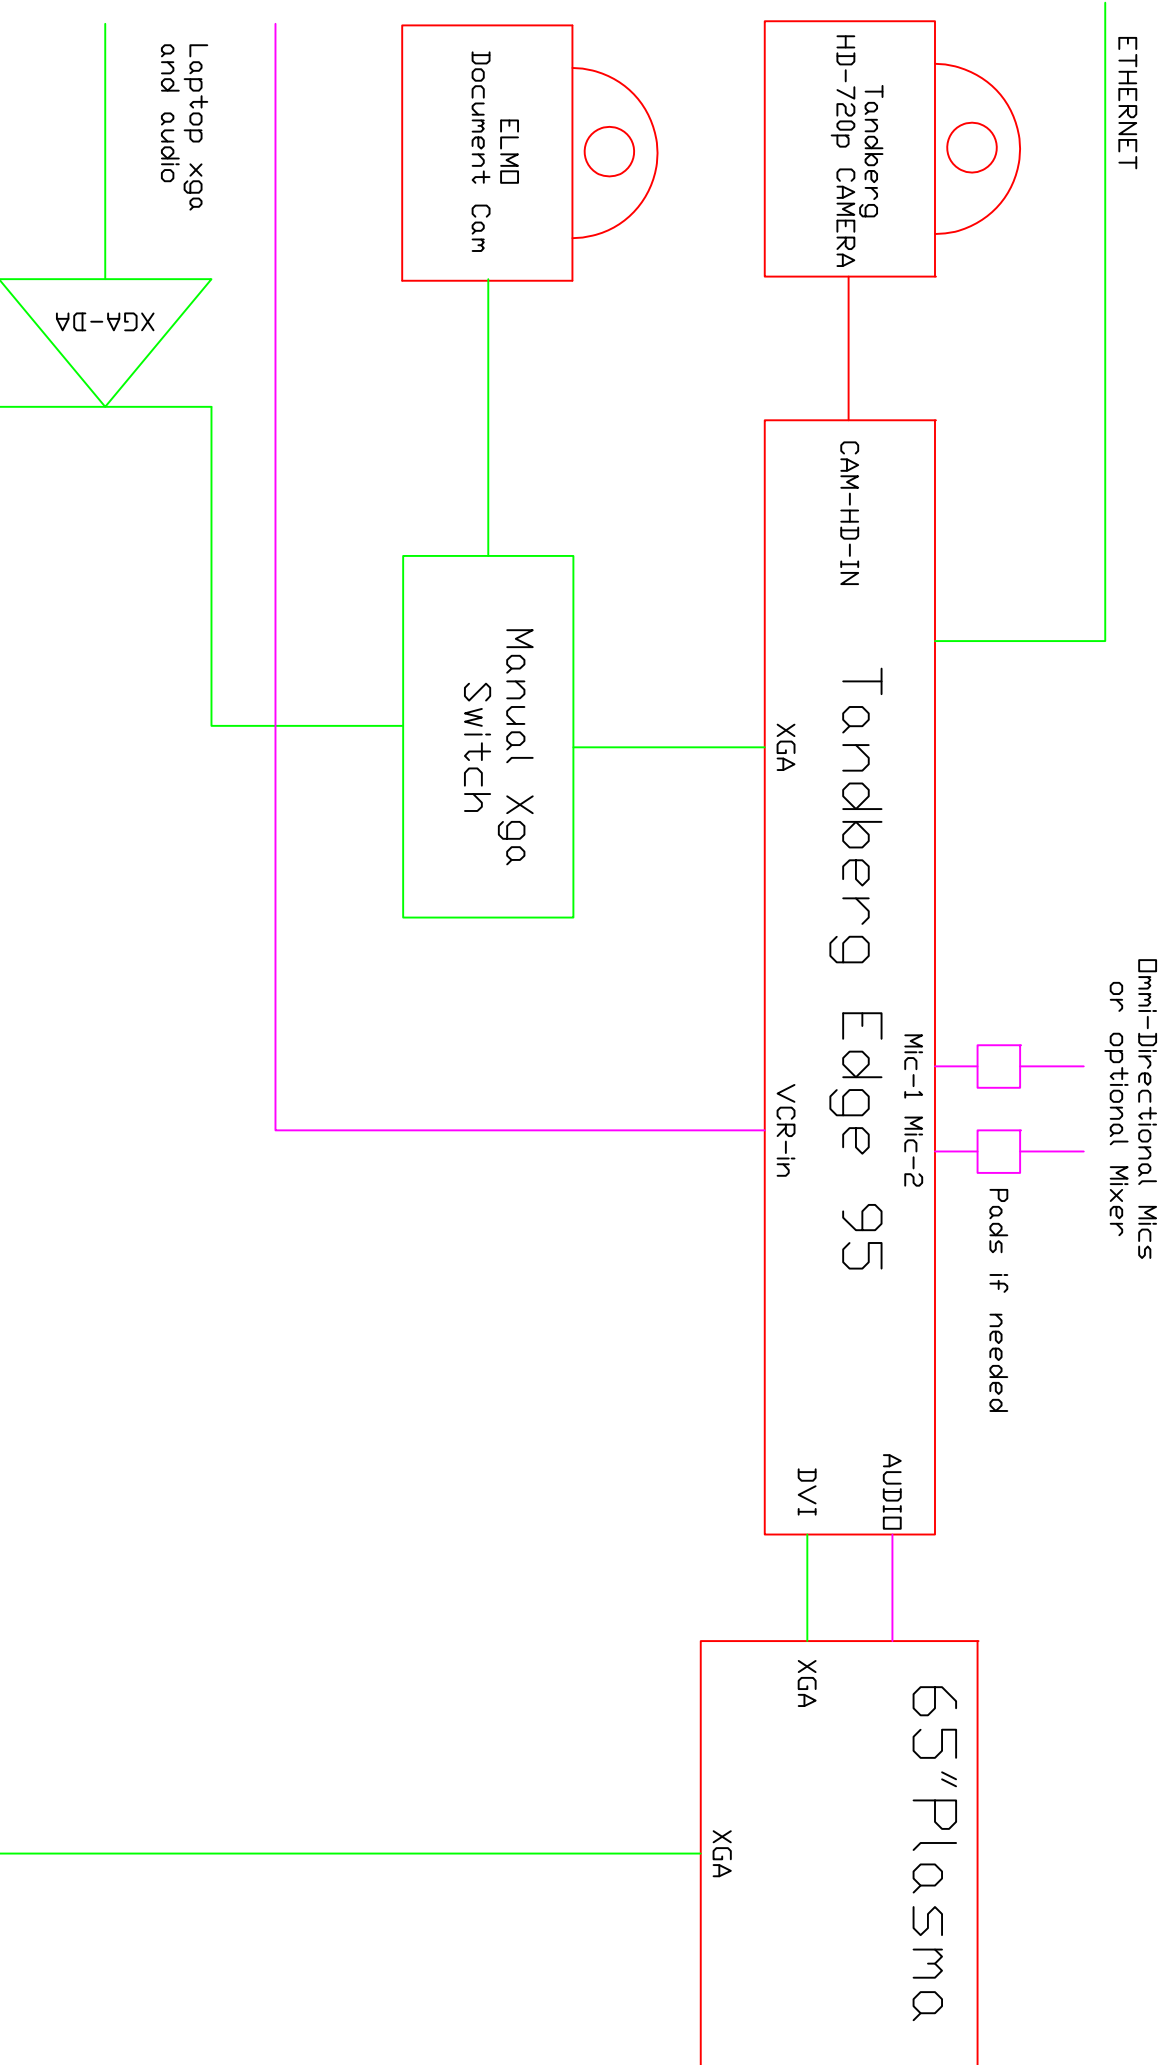 ETHERNET
Tandberg
HD-720p CAMERA
ELMO
Document Cam
Laptop xga
and audio
XGA-DA
CAM-HD-IN
Tandberg Edge 95
XGA
Mic-1 Mic-2
VCR-in
AUDIO
DVI
Manual Xga
Switch
Ommi-Directional Mics
or optional Mixer
Pads if needed
65"Plasma
XGA
XGA